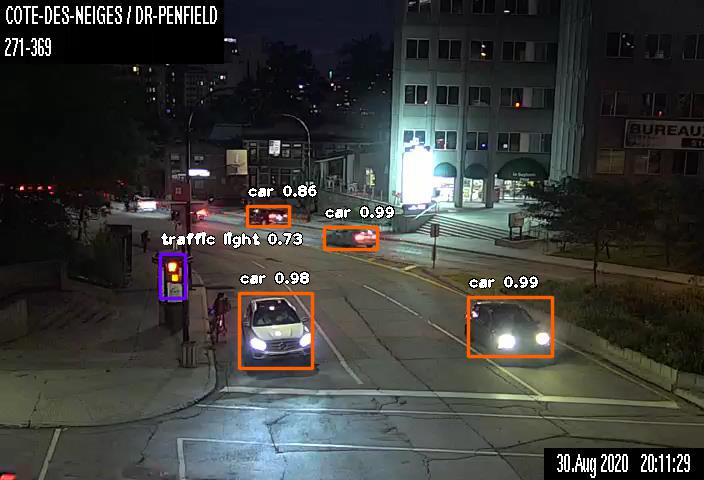 COTE-DES-NEIGES / DR-PENFIELD
271-369
BUREAU
car 0.86
car 0.99
traffic light 0.73
car 0.98
car 0.99
30.Aug 2020 20:11:29